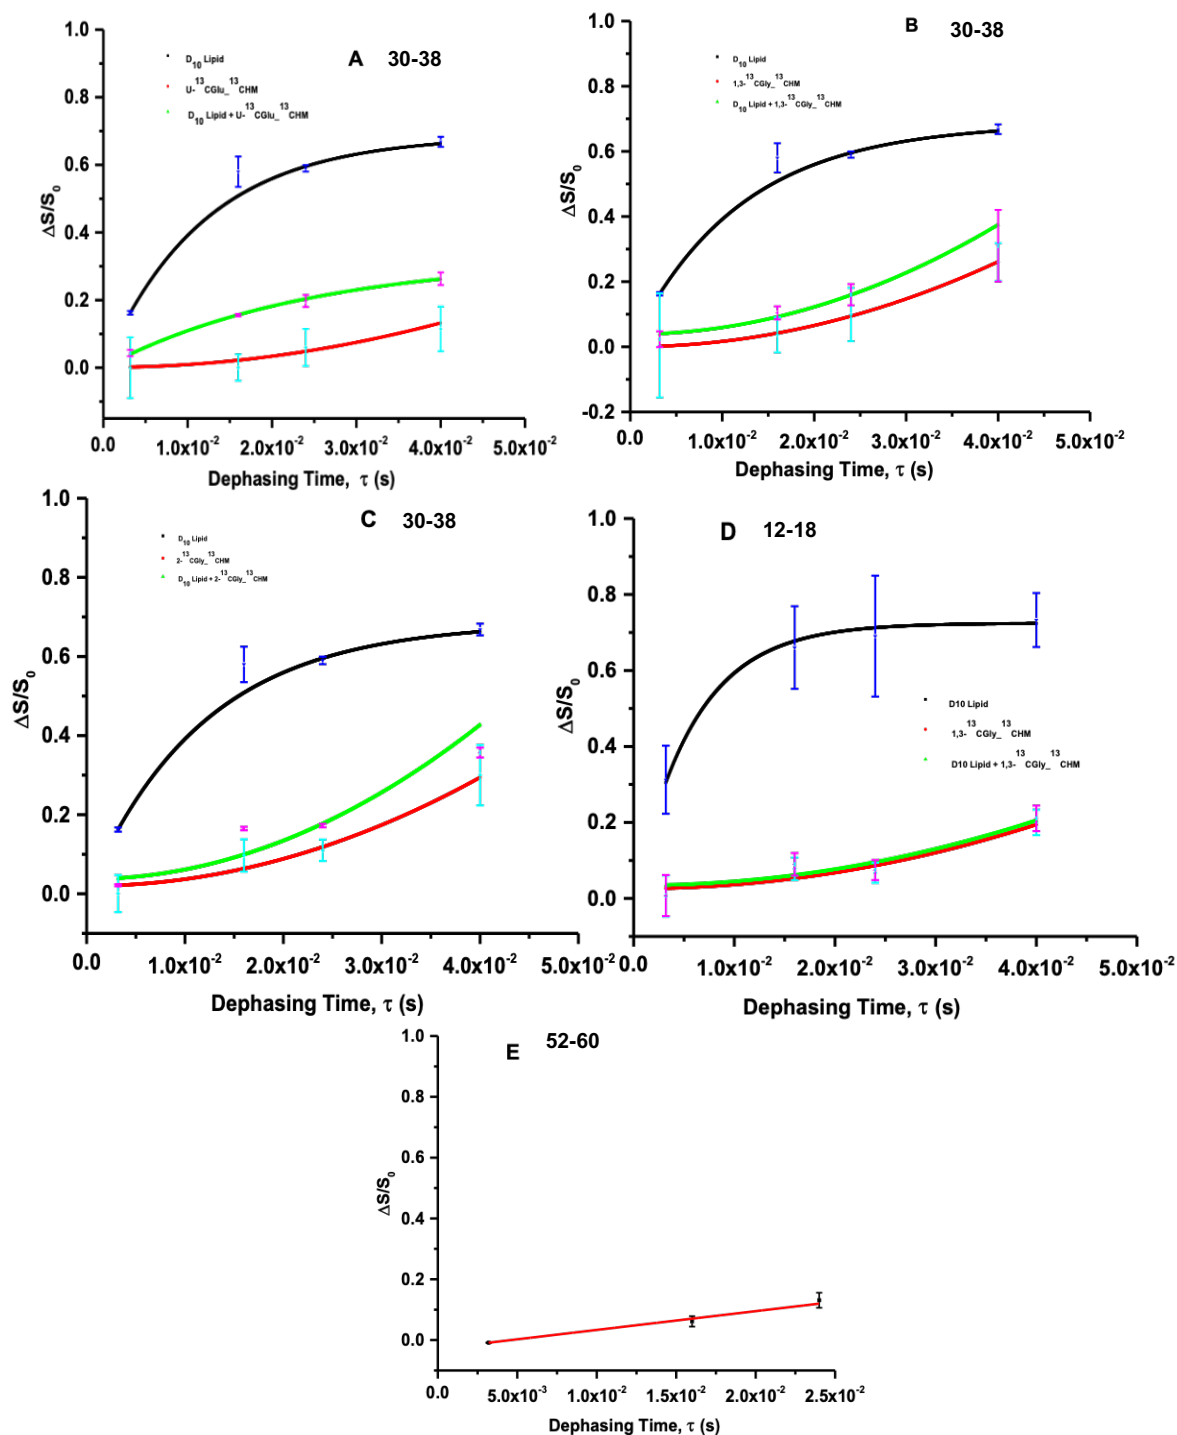 A 30-38
D10 Lipid
U-13CGlu_13CHM
D10 Lipid + U-13CGlu_13CHM
1.0
0.8
0.6
0.4
0.2
0.0
ΔS/S0
0.0 1.0x10-2 2.0x10-2 3.0x10-2 4.0x10-2 5.0x10-2
Dephasing Time, τ (s)
B 30-38
D10 Lipid
1,3-13CGly_13CHM
D10 Lipid + 1,3-13CGly_13CHM
1.0
0.8
0.6
0.4
0.2
0.0
-0.2
ΔS/S0
0.0 1.0x10-2 2.0x10-2 3.0x10-2 4.0x10-2 5.0x10-2
Dephasing Time, τ (s)
C 30-38
D10 Lipid
2-13CGly_13CHM
D10 Lipid + 2-13CGly_13CHM
1.0
0.8
0.6
0.4
0.2
0.0
ΔS/S0
0.0 1.0x10-2 2.0x10-2 3.0x10-2 4.0x10-2 5.0x10-2
Dephasing Time, τ (s)
D 12-18
D10 Lipid
1,3-13CGly_13CHM
D10 Lipid + 1,3-13CGly_13CHM
1.0
0.8
0.6
0.4
0.2
0.0
ΔS/S0
0.0 1.0x10-2 2.0x10-2 3.0x10-2 4.0x10-2 5.0x10-2
Dephasing Time, τ (s)
E 52-60
1.0
0.8
0.6
0.4
0.2
0.0
ΔS/S0
0.0 5.0x10-3 1.0x10-2 1.5x10-2 2.0x10-2 2.5x10-2
Dephasing Time, τ (s)